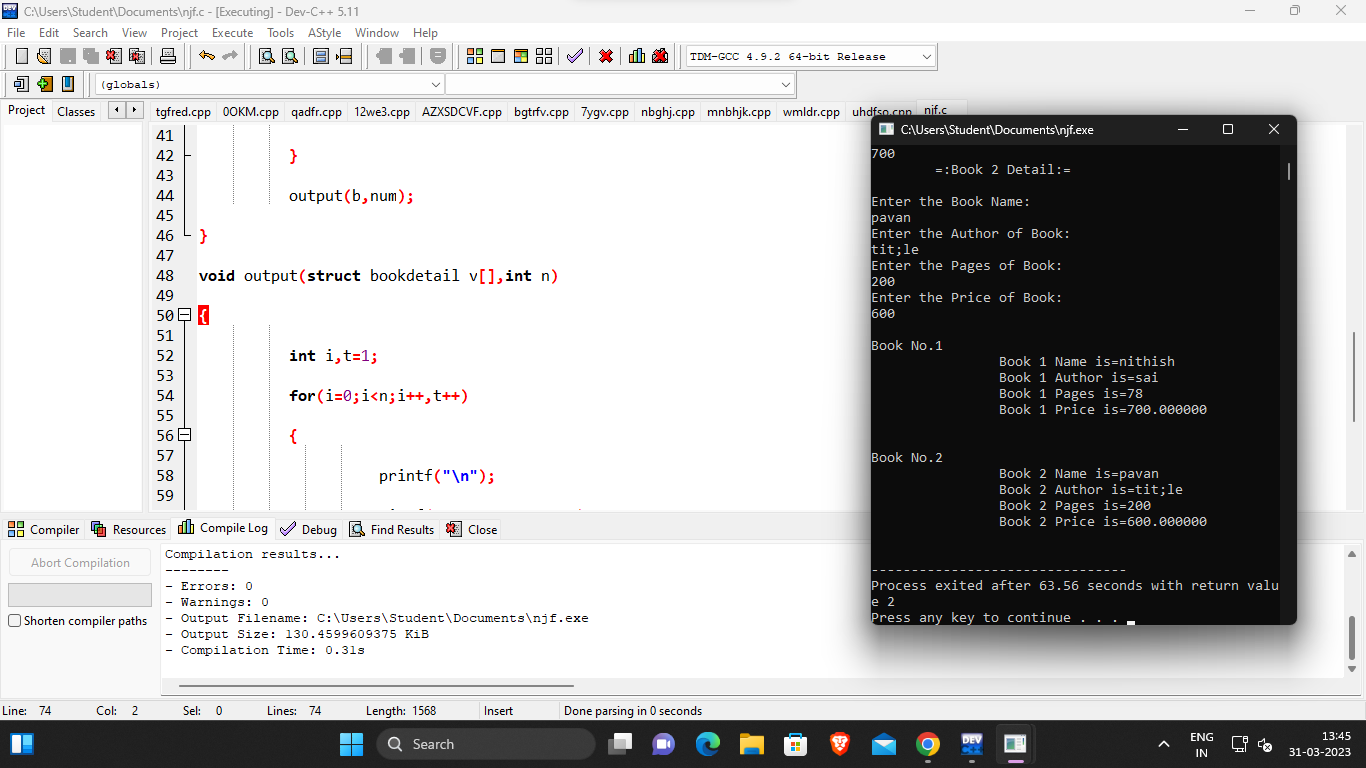 C:\Users\Student\Documents\njf.c - [Executing] - Dev-C++ 5.11
File Edit Search View Project Execute Tools AStyle Window Help
TDM-GCC 4.9.2 64-bit Release
(globals)
Project Classes
tgfred.cpp 0OKM.cpp qadfr.cpp 12we3.cpp AZXSDCVF.cpp bgtrfv.cpp 7ygv.cpp nbghj.cpp mnbhjk.cpp wmldr.cpp uhdfso.cpp njf.c
41
42 }
43
44 output(b,num);
45
46 }
47
48 void output(struct bookdetail v[],int n)
49
50 {
51
52 int i,t=1;
53
54 for(i=0;i<n;i++,t++)
55
56 {
57
58 printf("\n");
59
C:\Users\Student\Documents\njf.exe
700
=:Book 2 Detail:=
Enter the Book Name:
pavan
Enter the Author of Book:
tit;le
Enter the Pages of Book:
200
Enter the Price of Book:
600
Book No.1
Book 1 Name is=nithish
Book 1 Author is=sai
Book 1 Pages is=78
Book 1 Price is=700.000000
Book No.2
Book 2 Name is=pavan
Book 2 Author is=tit;le
Book 2 Pages is=200
Book 2 Price is=600.000000
--------------------------------
Process exited after 63.56 seconds with return valu
e 2
Press any key to continue . . .
Compiler Resources Compile Log Debug Find Results Close
Abort Compilation
Shorten compiler paths
Compilation results...
--------
- Errors: 0
- Warnings: 0
- Output Filename: C:\Users\Student\Documents\njf.exe
- Output Size: 130.4599609375 KiB
- Compilation Time: 0.31s
Line: 74 Col: 2 Sel: 0 Lines: 74 Length: 1568 Insert Done parsing in 0 seconds
Search
DEV
ENG
IN
13:45
31-03-2023